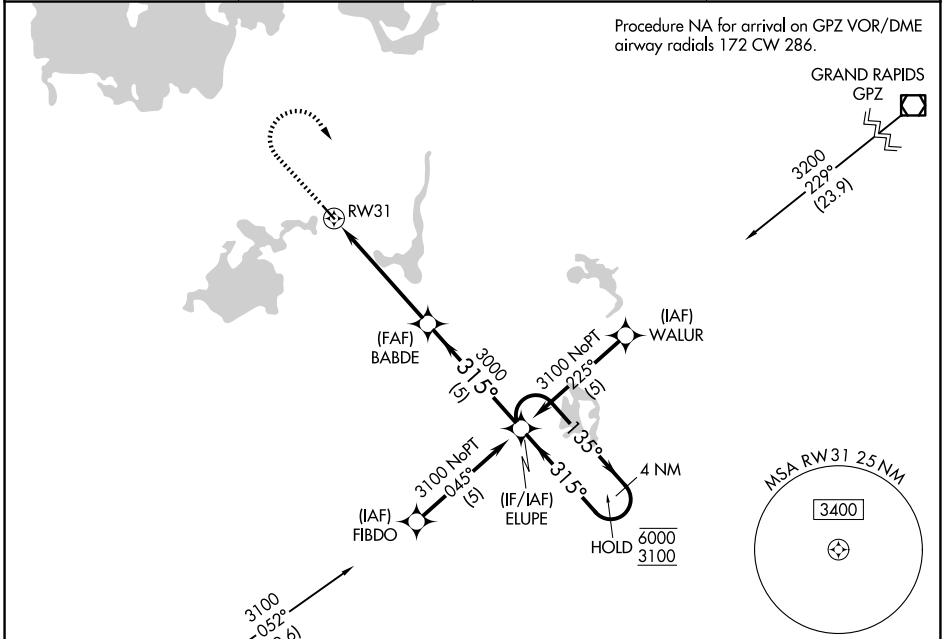 Procedure NA for arrival on GPZ VOR/DME
airway radials 172 CW 286.
GRAND RAPIDS
GPZ
3200
229°
(23.9)
RW31
(FAF)
BABDE
3000
315°
(5)
(IAF)
WALUR
3100 NoPT
225°
(5)
135°
4 NM
315°
3100 NoPT
045°
(5)
(IF/IAF)
ELUPE
(IAF)
FIBDO
HOLD
6000
3100
MSA RW31 25 NM
3400
3100
052°